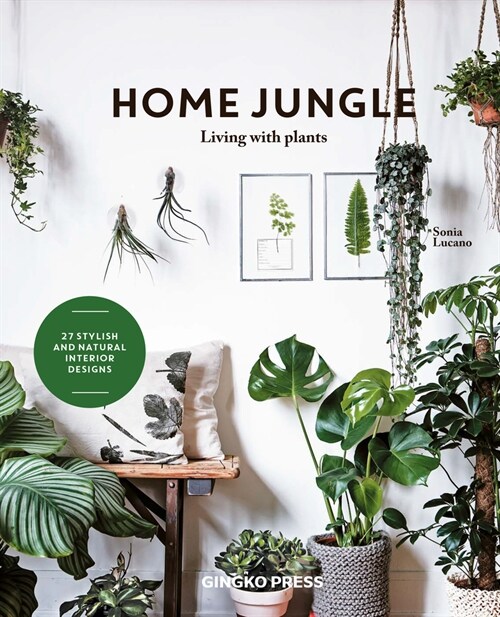 HOME JUNGLE
Living with plants
Sonia
Lucano
27 STYLISH
AND NATURAL
INTERIOR
DESIGNS
GINGKO PRESS